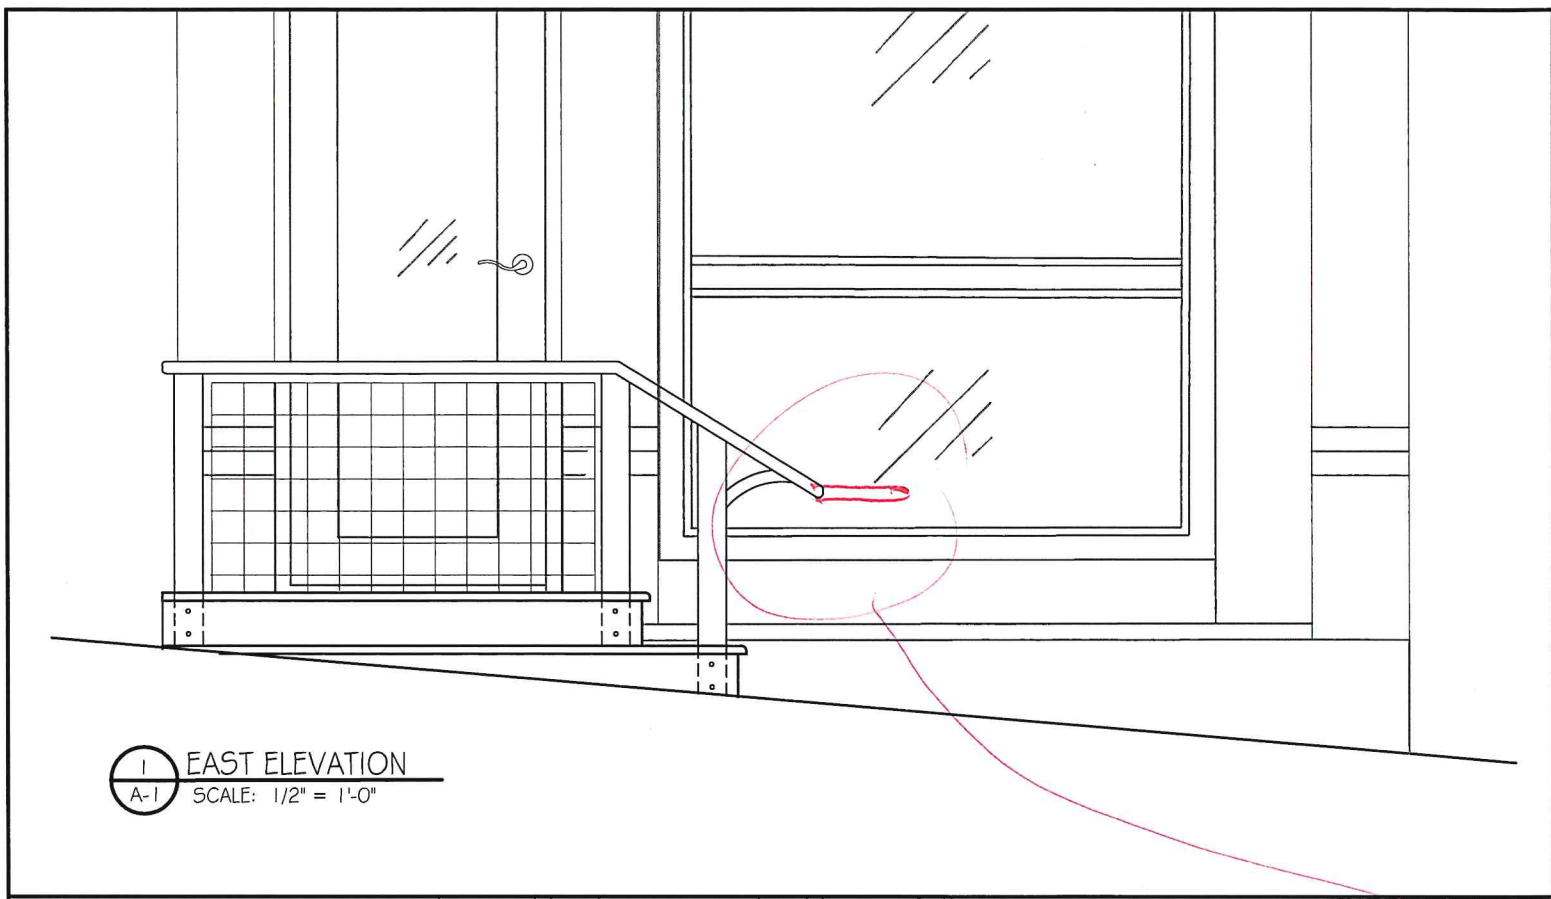 1
EAST ELEVATION
A-1
SCALE: 1/2" = 1'-0"